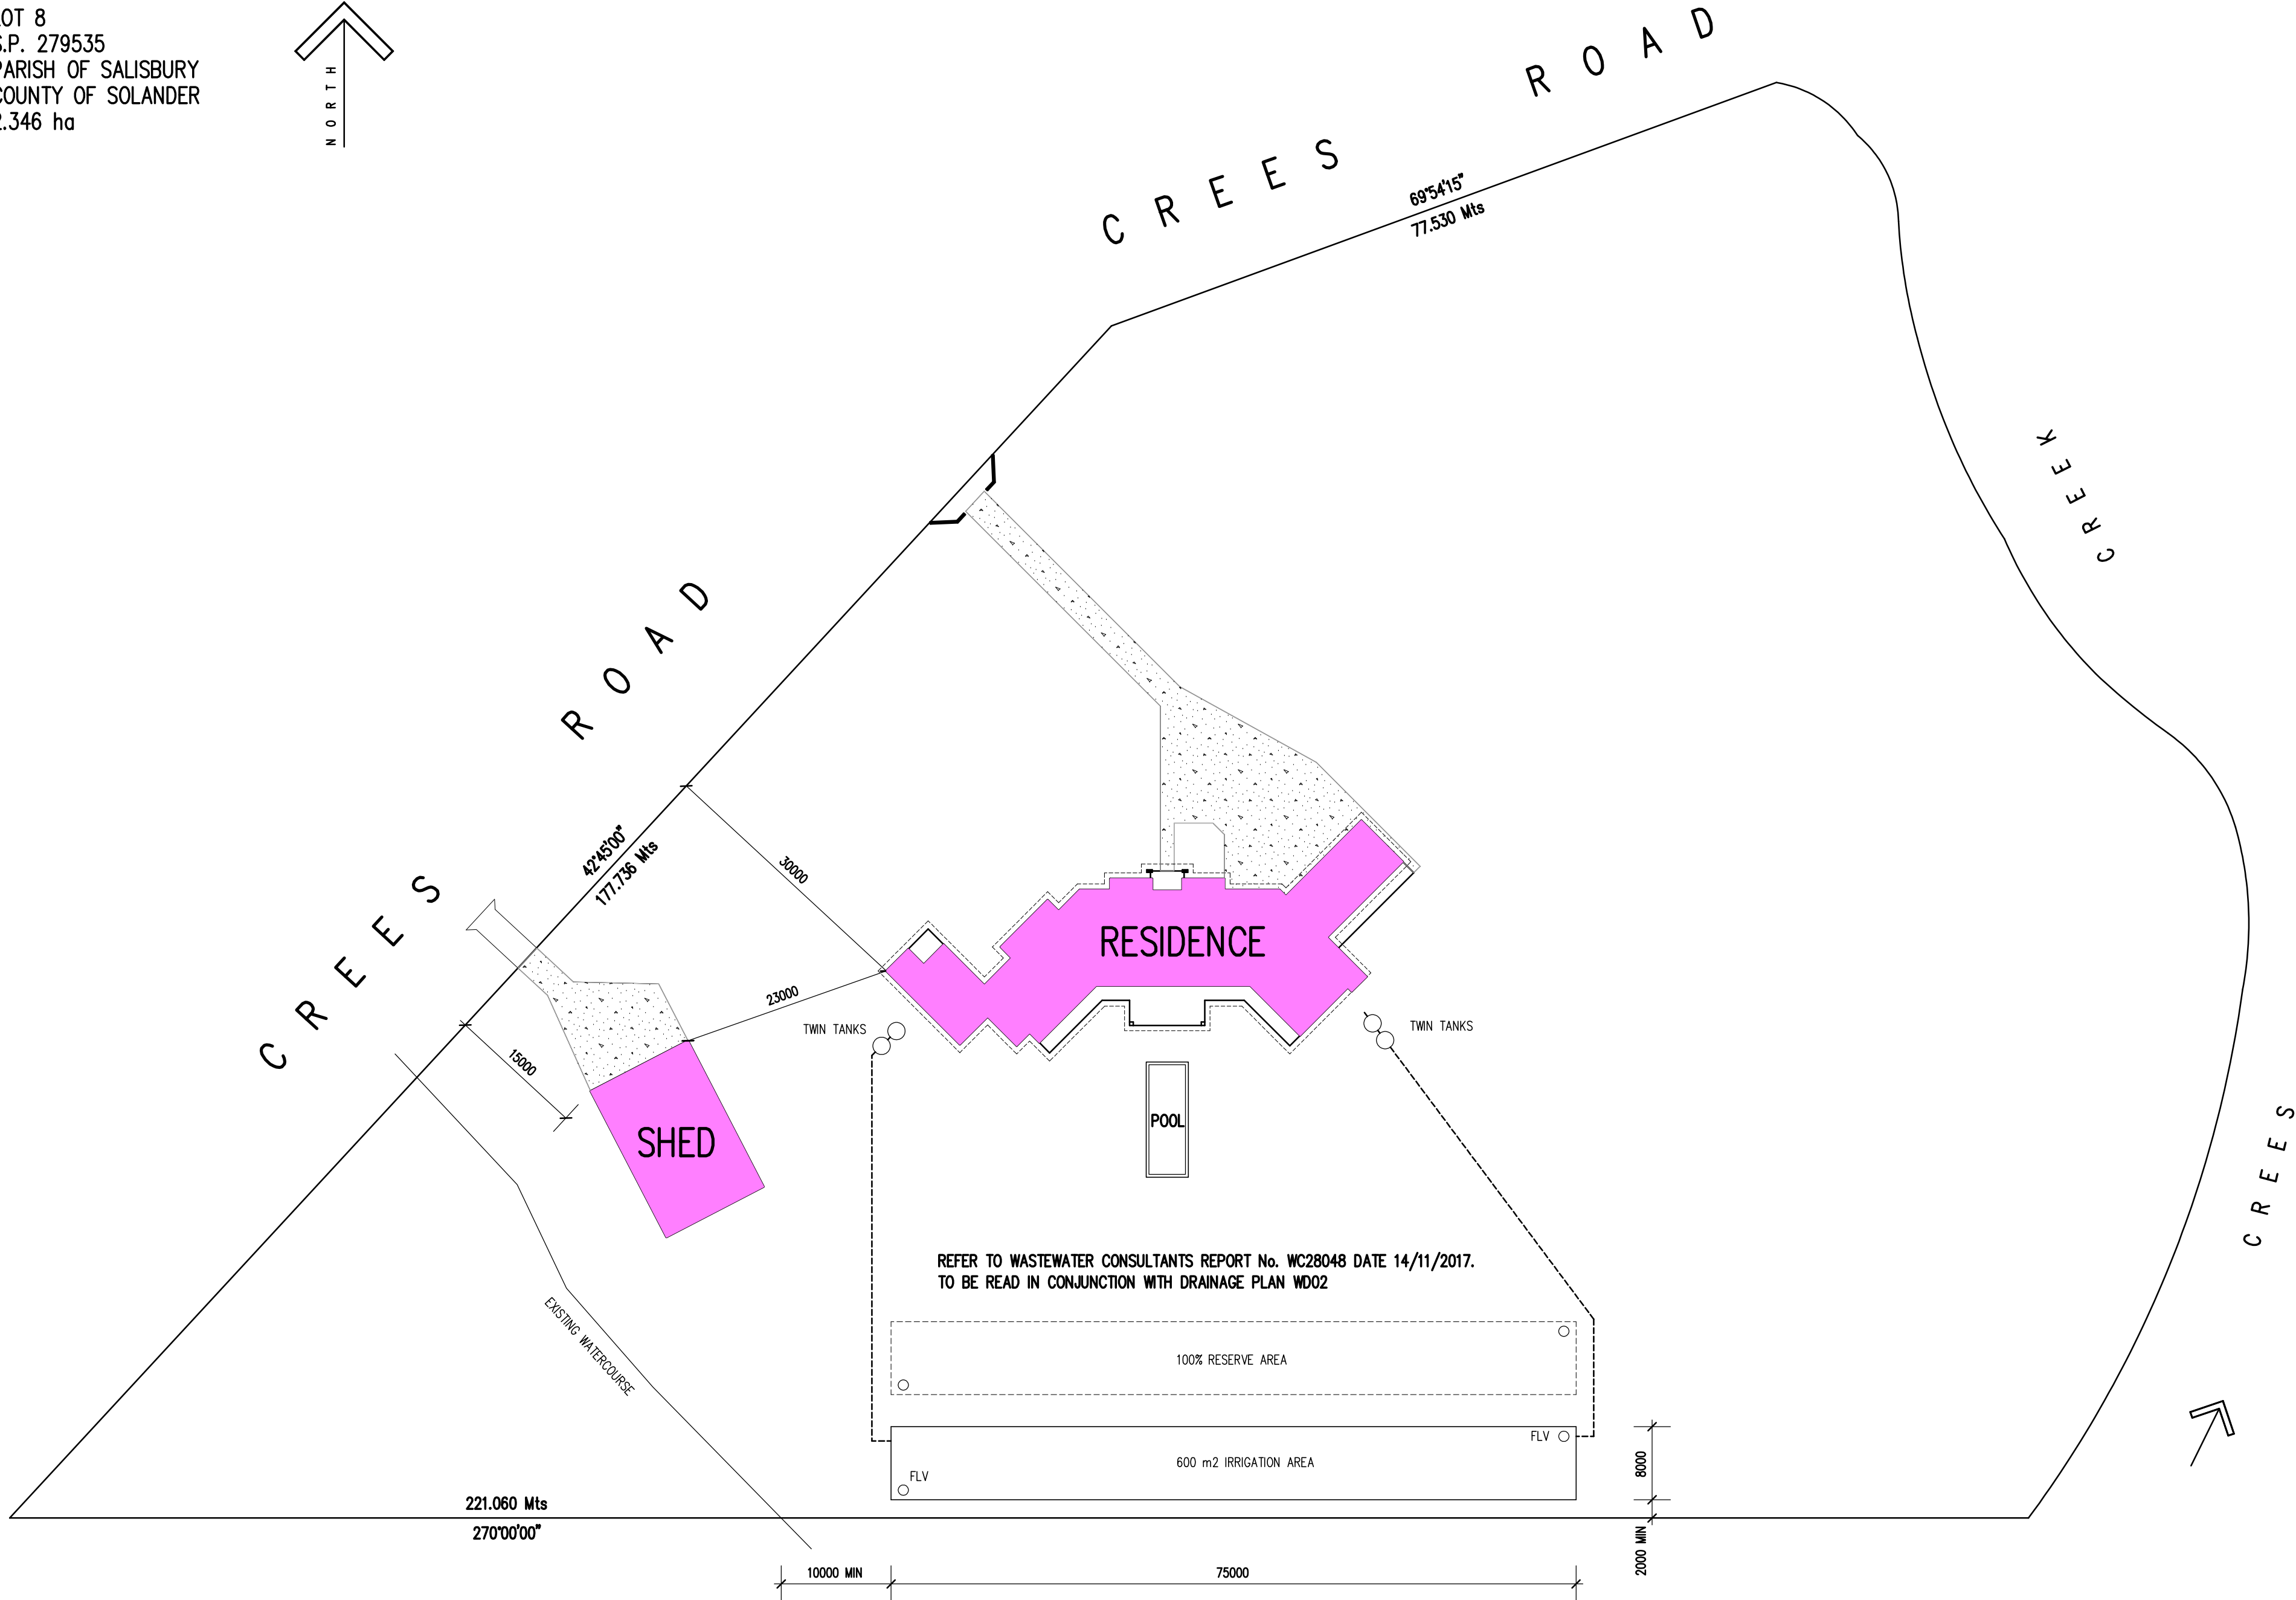 LOT 8
S.P. 279535
PARISH OF SALISBURY
COUNTY OF SOLANDER
2.346 ha
NORTH
CREES ROAD
69°54'15"
77.530 Mts
CREEK
CREES ROAD
42°45'00"
177.736 Mts
30000
23000
15000
RESIDENCE
TWIN TANKS
TWIN TANKS
POOL
SHED
CREES
REFER TO WASTEWATER CONSULTANTS REPORT No. WC28048 DATE 14/11/2017.
TO BE READ IN CONJUNCTION WITH DRAINAGE PLAN WD02
EXISTING WATERCOURSE
100% RESERVE AREA
FLV
600 m2 IRRIGATION AREA
FLV
8000
221.060 Mts
270°00'00"
2000 MIN
10000 MIN
75000